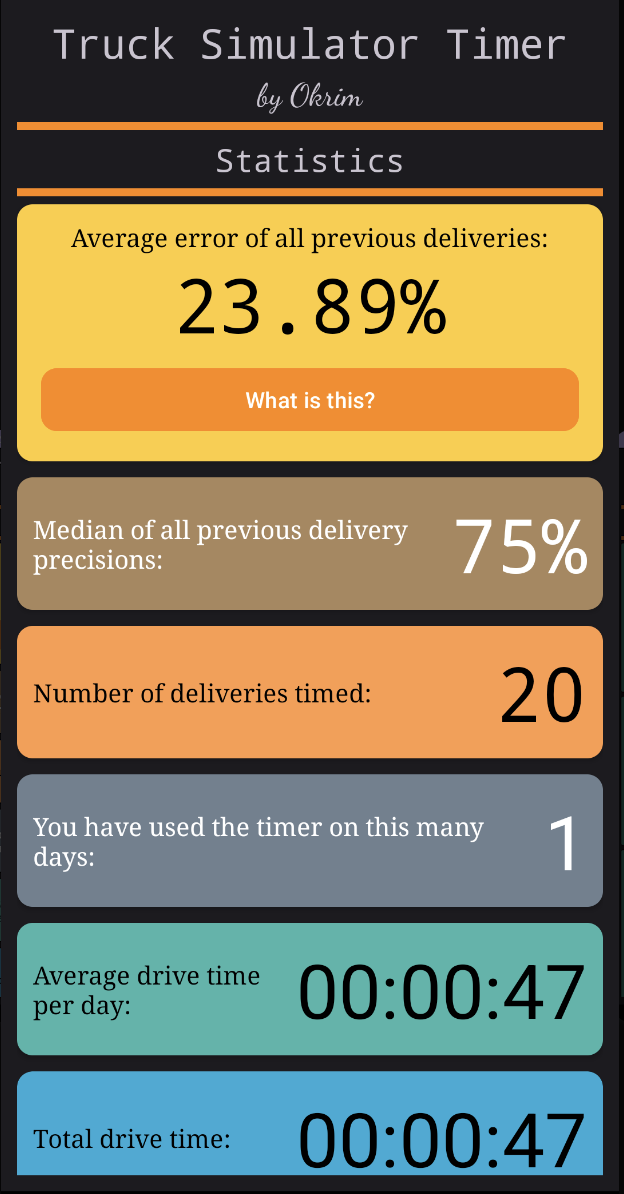 Truck Simulator Timer
by Okrim
Statistics
Average error of all previous deliveries:
23.89%
What is this?
Median of all previous delivery
precisions:
75%
Number of deliveries timed:
20
You have used the timer on this many
days:
1
Average drive time
per day:
00:00:47
Total drive time:
00:00:47